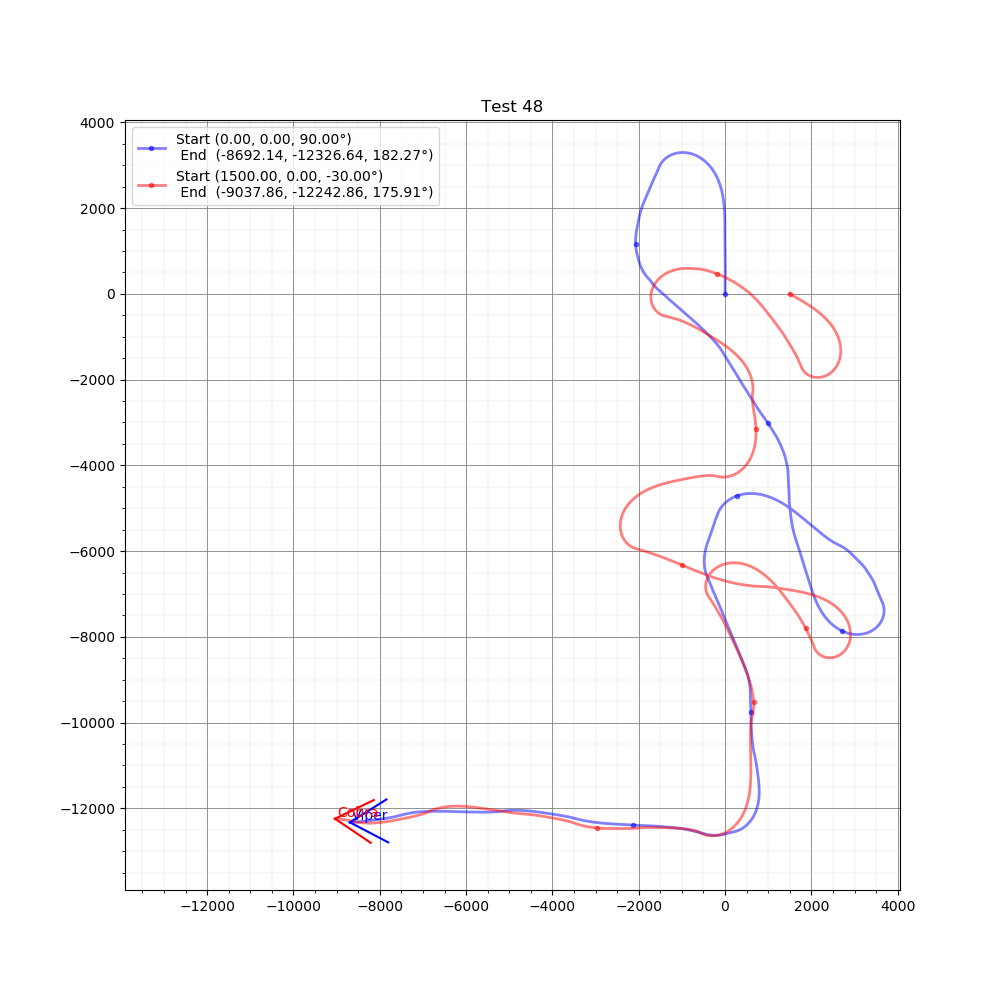 Test 48
Start (0.00, 0.00, 90.00°)
End (-8692.14, -12326.64, 182.27°)
Start (1500.00, 0.00, -30.00°)
End (-9037.86, -12242.86, 175.91°)
4000
2000
0
−2000
−4000
−6000
−8000
−10000
−12000
−12000 −10000 −8000 −6000 −4000 −2000 0 2000 4000